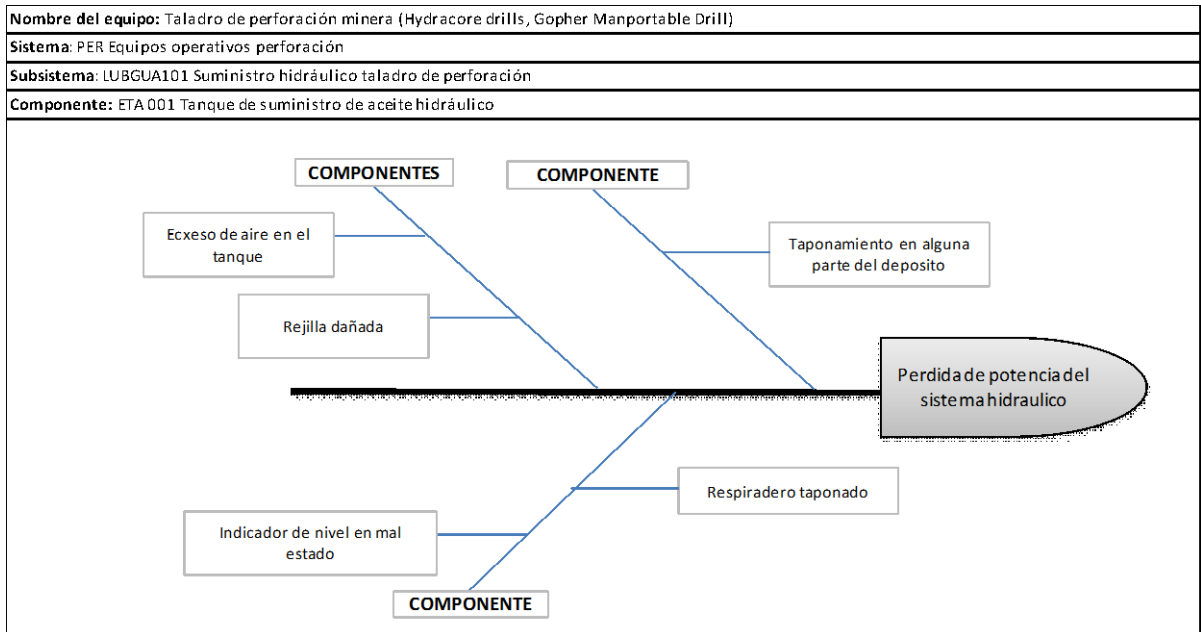 Nombre del equipo: Taladro de perforación minera (Hydracore drills, Gopher Manportable Drill)
Sistema: PER Equipos operativos perforación
Subsistema: LUBGUA101 Suministro hidráulico taladro de perforación
Componente: ETA 001 Tanque de suministro de aceite hidráulico
COMPONENTES
COMPONENTE
Ecxeso de aire en el
tanque
Taponamiento en alguna
parte del deposito
Rejilla dañada
Perdida de potencia del
sistema hidraulico
Respiradero taponado
Indicador de nivel en mal
estado
COMPONENTE